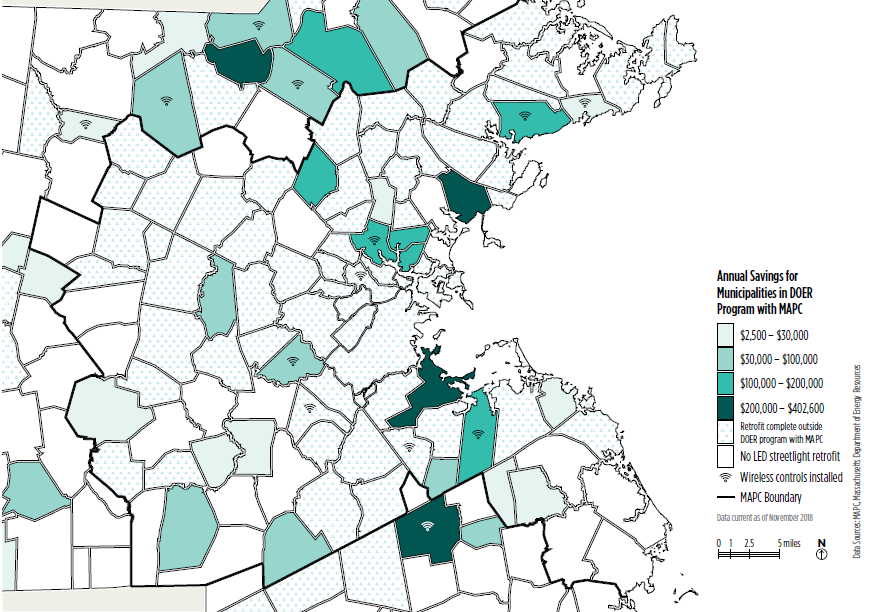 Annual Savings for
Municipalities in DOER
Program with MAPC
$2,500 – $30,000
$30,000 – $100,000
$100,000 – $200,000
$200,000 – $402,600
Retrofit complete outside
DOER program with MAPC
No LED streetlight retrofit
Wireless controls installed
MAPC Boundary
Data current as of November 2018
0 1 2.5 5 miles N
Data Sources: MAPC, Massachusetts Department of Energy Resources